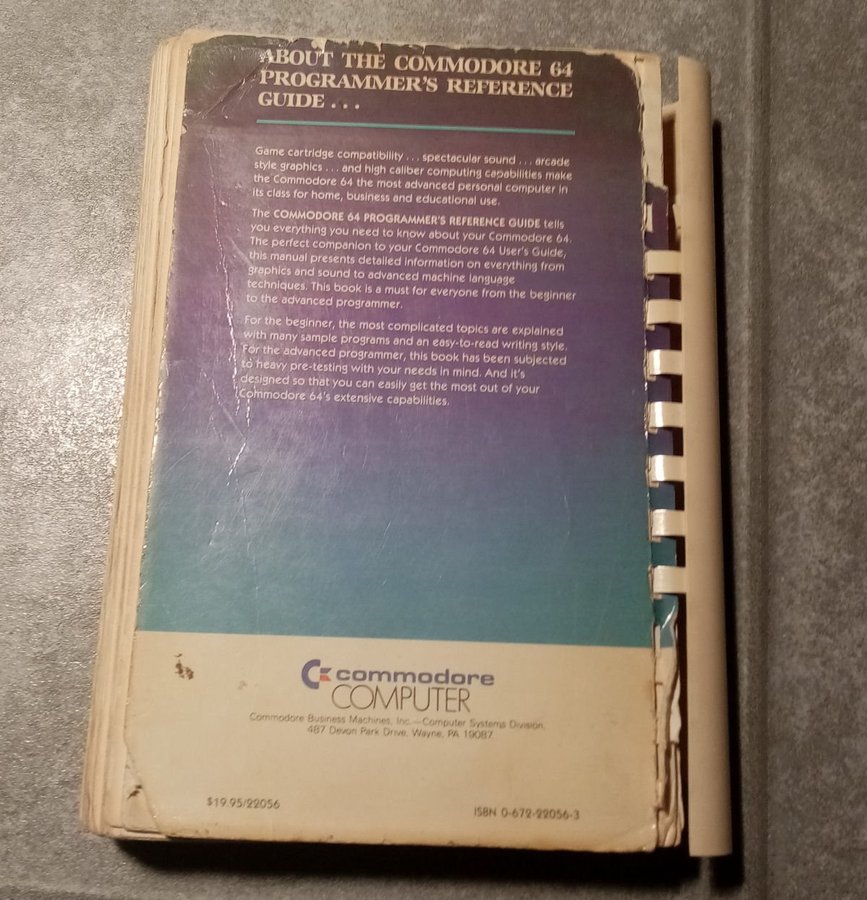 ABOUT THE COMMODORE 64
PROGRAMMER'S REFERENCE
GUIDE . . .
Game cartridge compatibility . . . spectacular sound . . . arcade
style graphics . . . and high caliber computing capabilities make
the Commodore 64 the most advanced personal computer in
its class for home, business and educational use.
The COMMODORE 64 PROGRAMMER'S REFERENCE GUIDE tells
you everything you need to know about your Commodore 64.
The perfect companion to your Commodore 64 User's Guide,
this manual presents detailed information on everything from
graphics and sound to advanced machine language
techniques. This book is a must for everyone from the beginner
to the advanced programmer.
For the beginner, the most complicated topics are explained
with many sample programs and an easy-to-read writing style.
For the advanced programmer, this book has been subjected
to heavy pre-testing with your needs in mind. And it's
designed so that you can easily get the most out of your
Commodore 64's extensive capabilities.
commodore
COMPUTER
Commodore Business Machines, Inc.—Computer Systems Division,
487 Devon Park Drive, Wayne, PA 19087
$19.95/22056
ISBN 0-672-22056-3